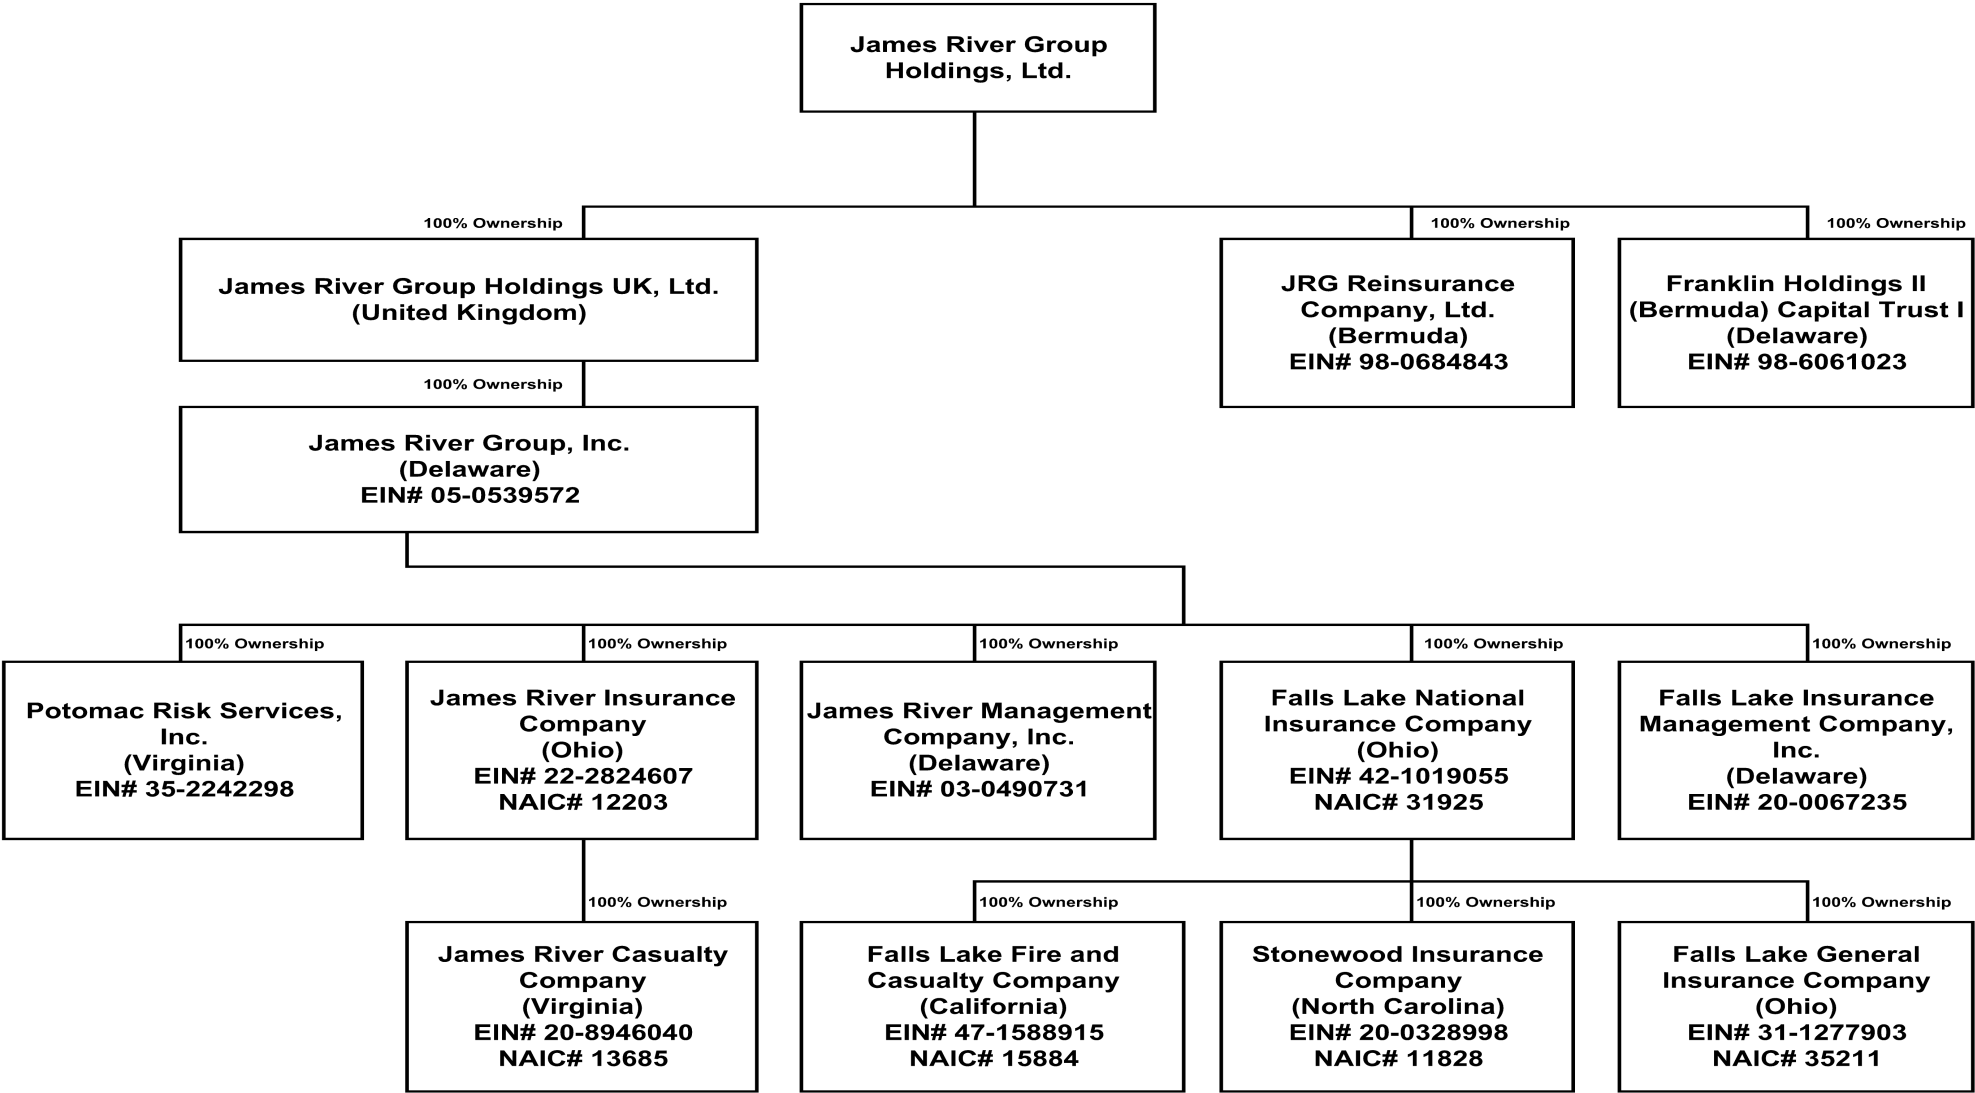 James River Group
Holdings, Ltd.
100% Ownership
100% Ownership
100% Ownership
James River Group Holdings UK, Ltd.
(United Kingdom)
JRG Reinsurance
Company, Ltd.
(Bermuda)
EIN# 98-0684843
Franklin Holdings II
(Bermuda) Capital Trust I
(Delaware)
EIN# 98-6061023
100% Ownership
James River Group, Inc.
(Delaware)
EIN# 05-0539572
100% Ownership
100% Ownership
100% Ownership
100% Ownership
100% Ownership
Potomac Risk Services,
Inc.
(Virginia)
EIN# 35-2242298
James River Insurance
Company
(Ohio)
EIN# 22-2824607
NAIC# 12203
James River Management
Company, Inc.
(Delaware)
EIN# 03-0490731
Falls Lake National
Insurance Company
(Ohio)
EIN# 42-1019055
NAIC# 31925
Falls Lake Insurance
Management Company,
Inc.
(Delaware)
EIN# 20-0067235
100% Ownership
100% Ownership
100% Ownership
100% Ownership
James River Casualty
Company
(Virginia)
EIN# 20-8946040
NAIC# 13685
Falls Lake Fire and
Casualty Company
(California)
EIN# 47-1588915
NAIC# 15884
Stonewood Insurance
Company
(North Carolina)
EIN# 20-0328998
NAIC# 11828
Falls Lake General
Insurance Company
(Ohio)
EIN# 31-1277903
NAIC# 35211